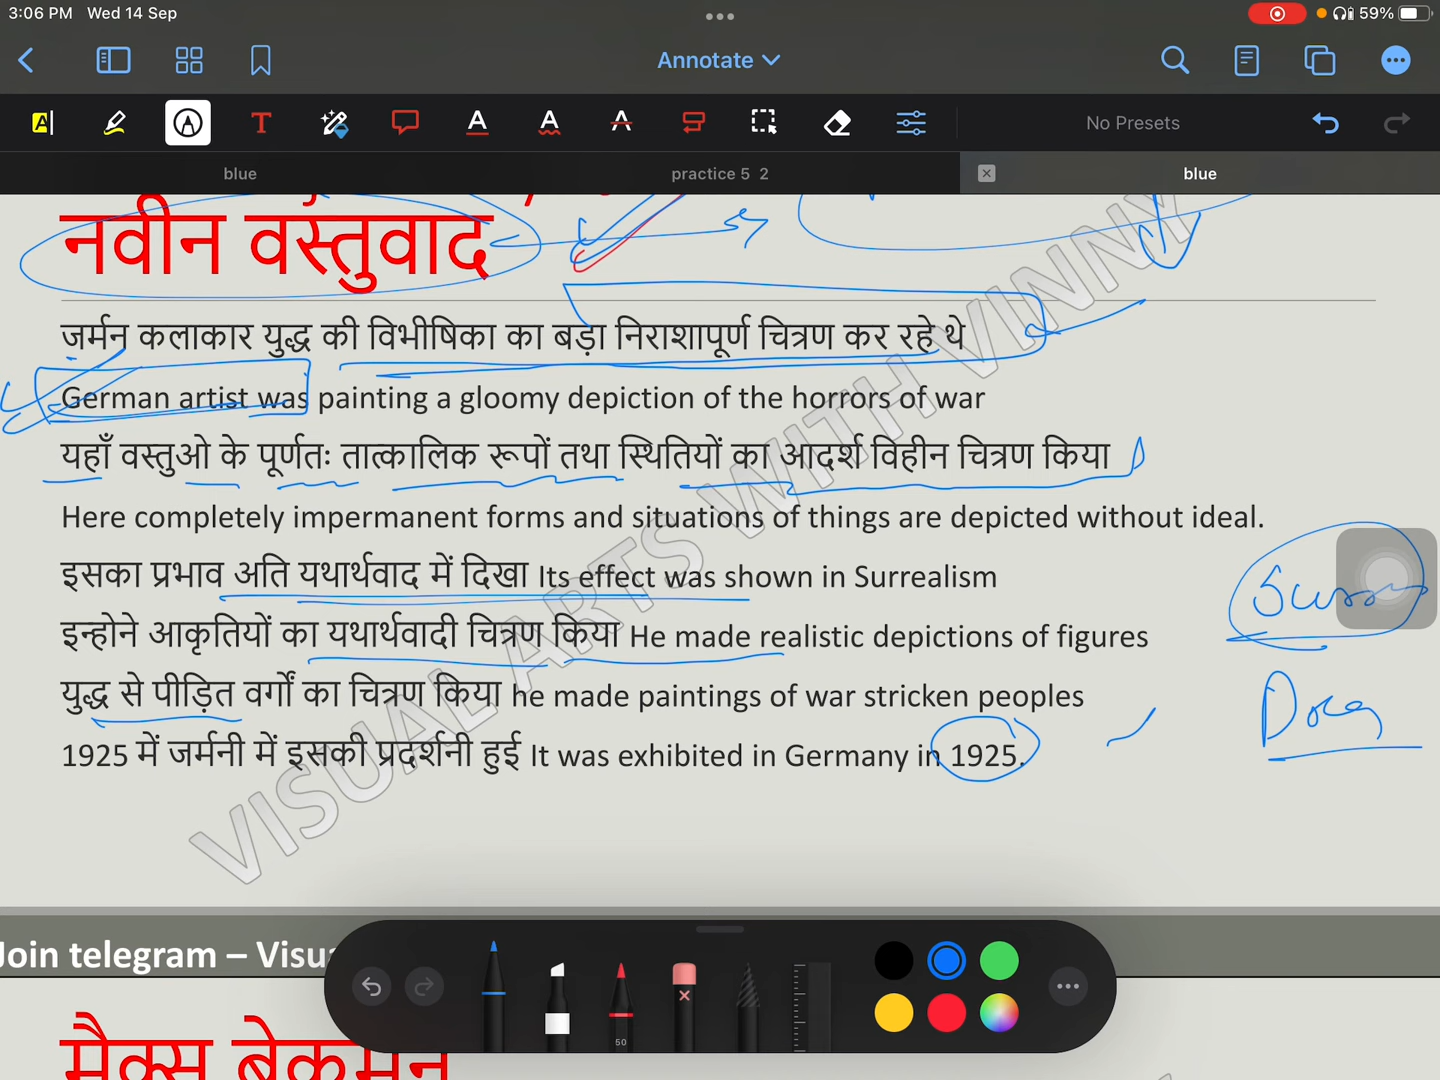 3:06 PM Wed 14 Sep
59%
Annotate
No Presets
blue
practice 5 2
blue
नवीन वस्तुवाद
जर्मन कलाकार युद्ध की विभीषिका का बड़ा निराशापूर्ण चित्रण कर रहे थे
German artist was painting a gloomy depiction of the horrors of war
यहाँ वस्तुओ के पूर्णतः तात्कालिक रूपों तथा स्थितियों का आदर्श विहीन चित्रण किया
Here completely impermanent forms and situations of things are depicted without ideal.
इसका प्रभाव अति यथार्थवाद में दिखा Its effect was shown in Surrealism
इन्होने आकृतियों का यथार्थवादी चित्रण किया He made realistic depictions of figures
युद्ध से पीड़ित वर्गों का चित्रण किया he made paintings of war stricken peoples
1925 में जर्मनी में इसकी प्रदर्शनी हुई It was exhibited in Germany in 1925.
VISUAL ARTS WITH VINNY
Join telegram –
मैक्स बेकमन
50